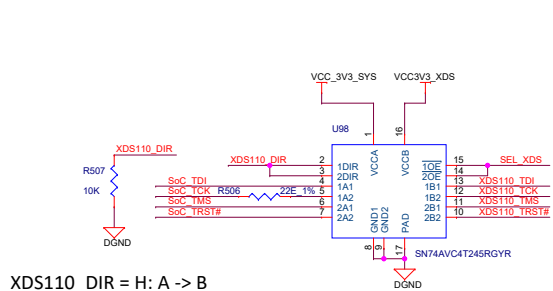 VCC_3V3_SYS VCC3V3_XDS
U98
1 16
VCCA VCCB
XDS110_DIR
R507
10K
DGND
XDS110_DIR 2 1DIR 1OE 15 SEL_XDS
3 2DIR 2OE 14
SoC_TDI 4 1A1 1B1 13 XDS110_TDI
SoC_TCK R506 22E_1% 5 1A2 1B2 12 XDS110_TCK
SoC_TMS 6 2A1 2B1 11 XDS110_TMS
SoC_TRST# 7 2A2 2B2 10 XDS110_TRST#
GND1 GND2 PAD
8 9 17
SN74AVC4T245RGYR
DGND
XDS110_DIR = H: A -> B